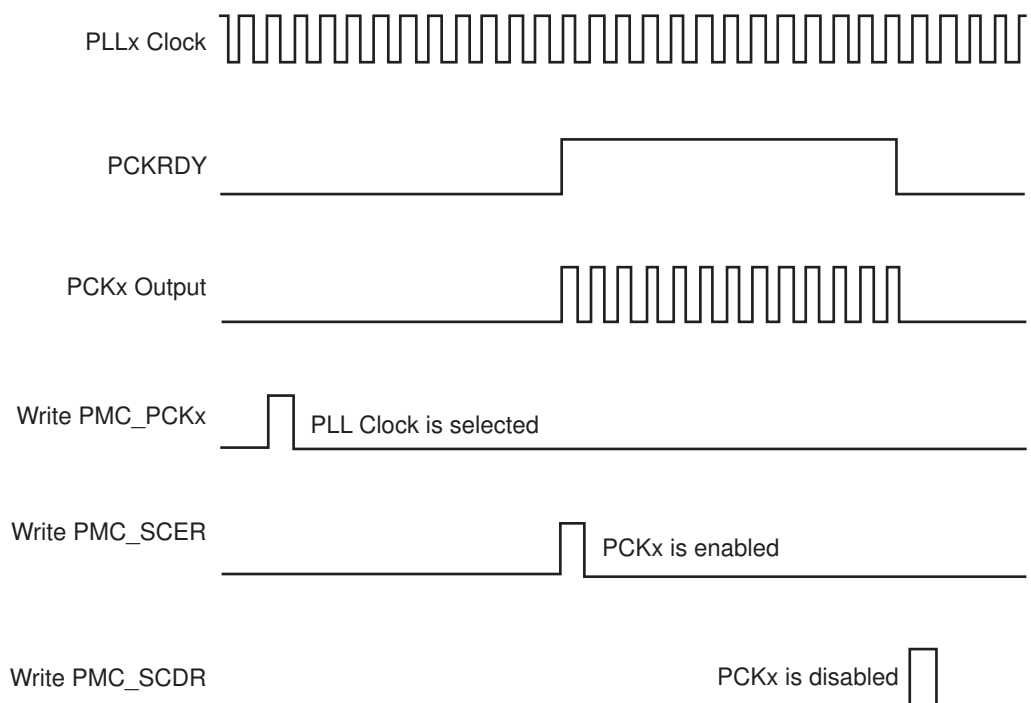 PLLx Clock
PCKRDY
PCKx Output
Write PMC_PCKx
PLL Clock is selected
Write PMC_SCER
PCKx is enabled
Write PMC_SCDR
PCKx is disabled